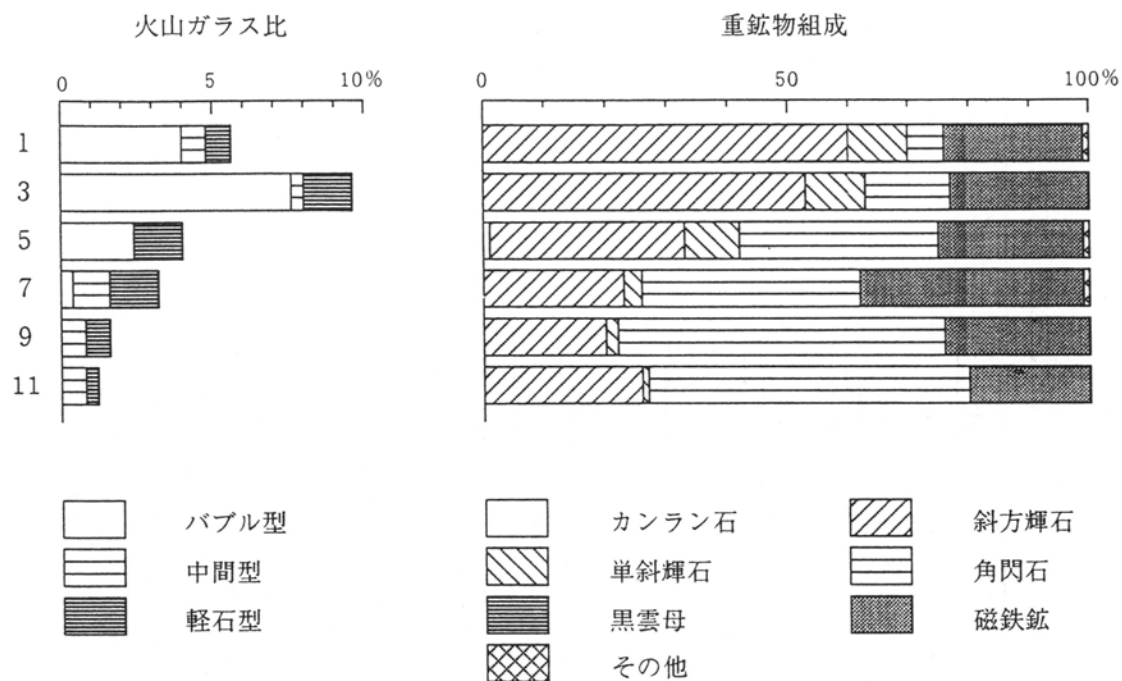 火山ガラス比
重鉱物組成
0 5 10%
0 50 100%
1
3
5
7
9
11
バブル型
中間型
軽石型
カンラン石
斜方輝石
単斜輝石
角閃石
黒雲母
磁鉄鉱
その他